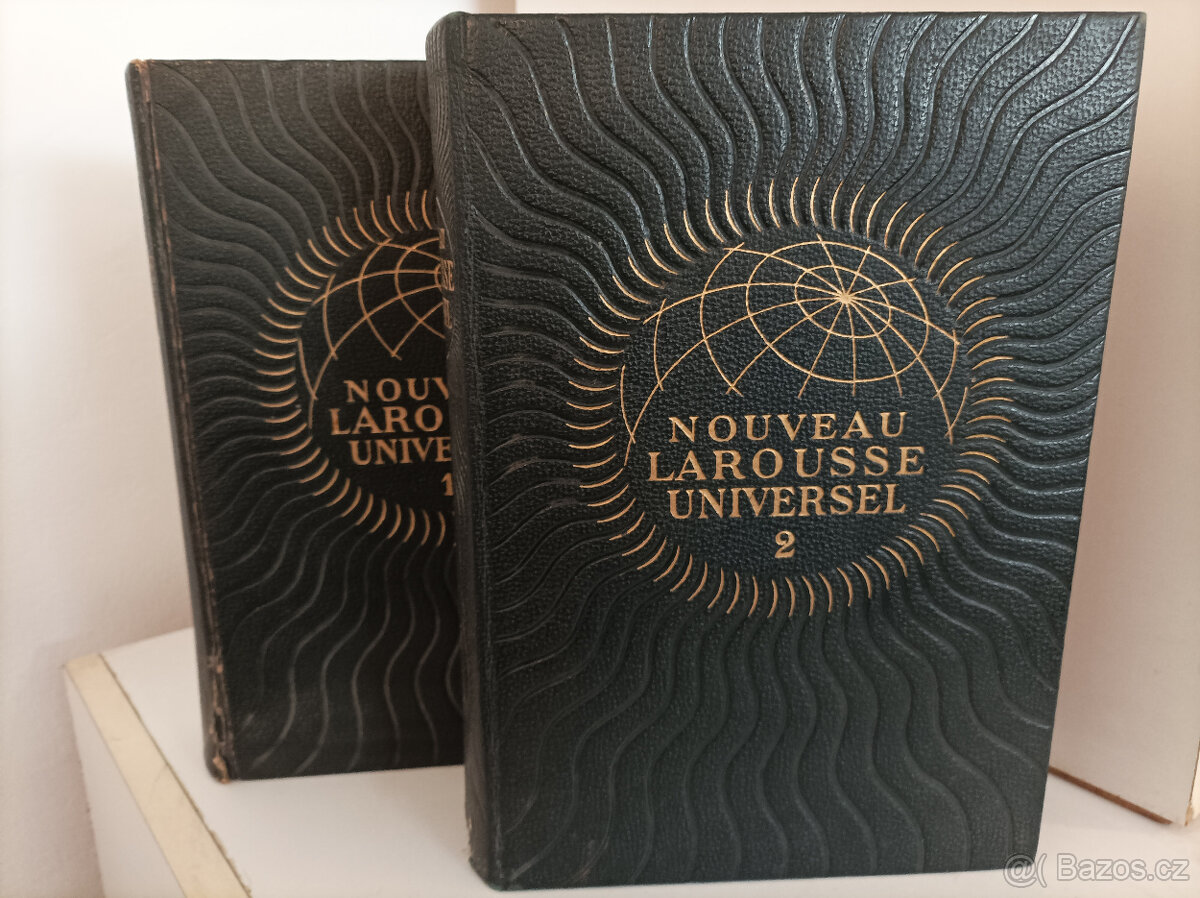 NOUV
LAROU
UNIVE
1
NOUVEAU
LAROUSSE
UNIVERSEL
2
@( Bazos.cz